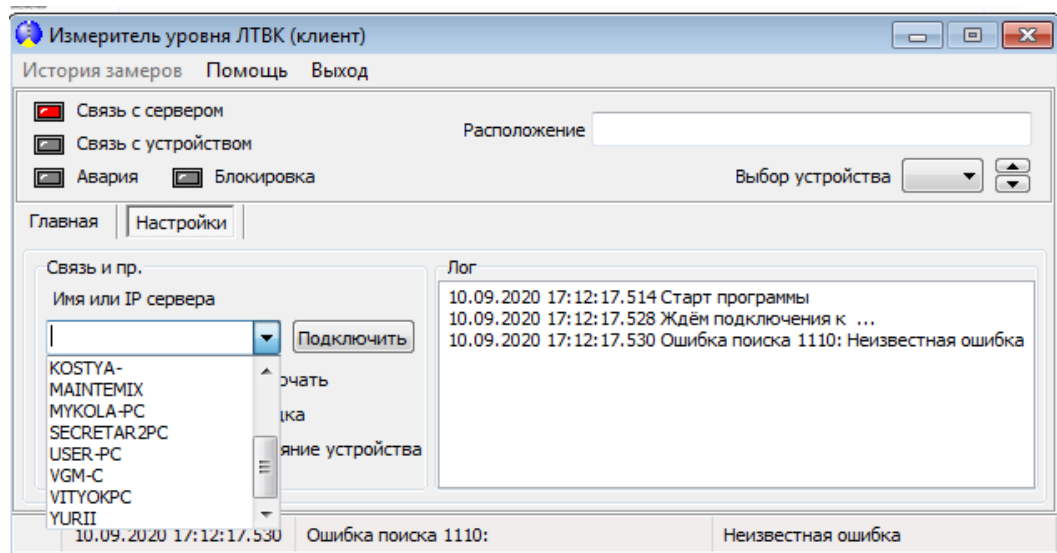 Измеритель уровня ЛТВК (клиент)
История замеров Помощь Выход
Связь с сервером
Связь с устройством
Авария Блокировка
Расположение
Выбор устройства
Главная Настройки
Связь и пр.
Имя или IP сервера
Подключить
KOSTYA-
MAINTEMIX
MYKOLA-PC
SECRETAR2PC
USER-PC
VGM-C
VITYOKPC
YURII
Лог
10.09.2020 17:12:17.514 Старт программы
10.09.2020 17:12:17.528 Ждём подключения к ...
10.09.2020 17:12:17.530 Ошибка поиска 1110: Неизвестная ошибка
устройства
10.09.2020 17:12:17.530 Ошибка поиска 1110: Неизвестная ошибка